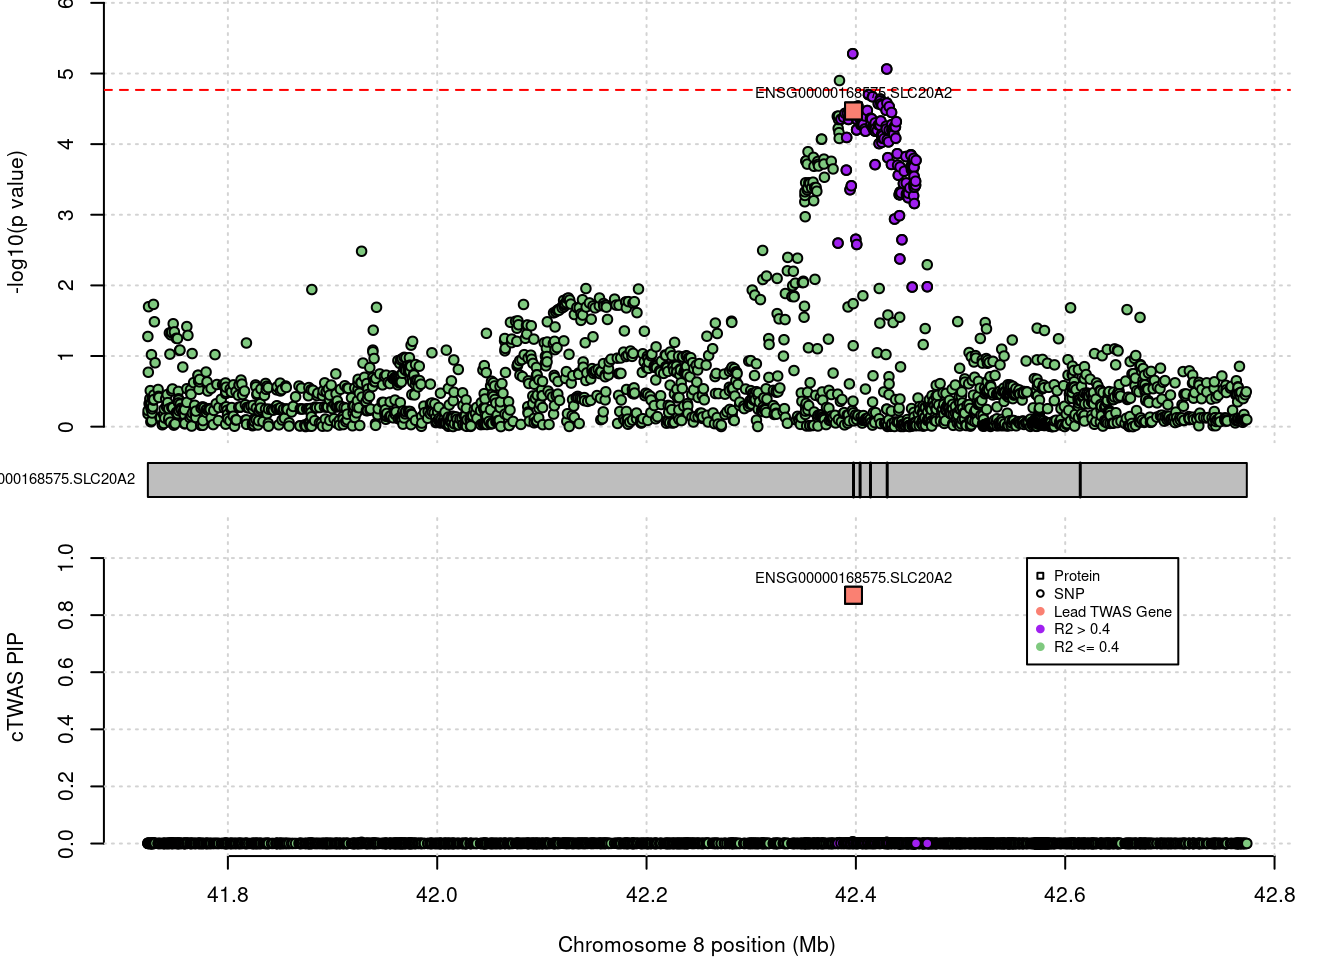 6
5
4
3
2
1
0
-log10(p value)
ENSG00000168575.SLC20A2
000168575.SLC20A2
1.0
0.8
0.6
0.4
0.2
0.0
cTWAS PIP
ENSG00000168575.SLC20A2
Protein
SNP
Lead TWAS Gene
R2 > 0.4
R2 <= 0.4
41.8 42.0 42.2 42.4 42.6 42.8
Chromosome 8 position (Mb)